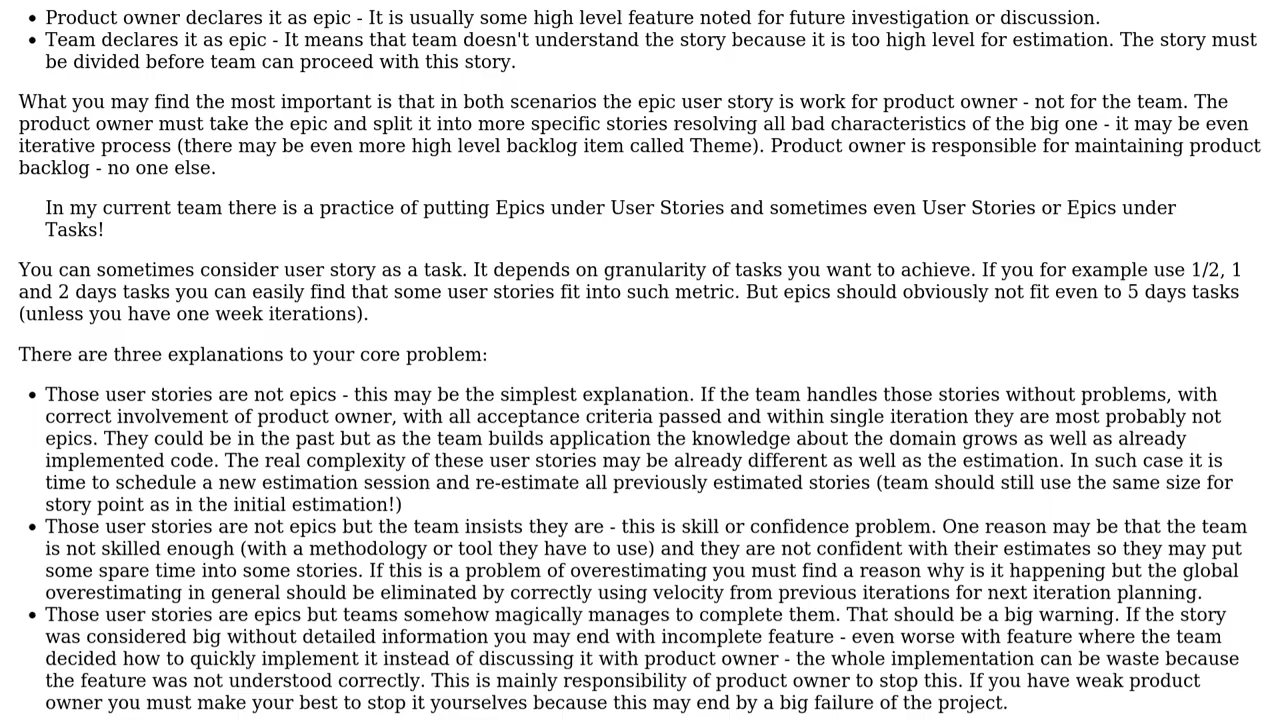 Product owner declares it as epic - It is usually some high level feature noted for future investigation or discussion.
Team declares it as epic - It means that team doesn't understand the story because it is too high level for estimation. The story must
be divided before team can proceed with this story.
What you may find the most important is that in both scenarios the epic user story is work for product owner - not for the team. The
product owner must take the epic and split it into more specific stories resolving all bad characteristics of the big one - it may be even
iterative process (there may be even more high level backlog item called Theme). Product owner is responsible for maintaining product
backlog - no one else.
In my current team there is a practice of putting Epics under User Stories and sometimes even User Stories or Epics under
Tasks!
You can sometimes consider user story as a task. It depends on granularity of tasks you want to achieve. If you for example use 1/2, 1
and 2 days tasks you can easily find that some user stories fit into such metric. But epics should obviously not fit even to 5 days tasks
(unless you have one week iterations).
There are three explanations to your core problem:
Those user stories are not epics - this may be the simplest explanation. If the team handles those stories without problems, with
correct involvement of product owner, with all acceptance criteria passed and within single iteration they are most probably not
epics. They could be in the past but as the team builds application the knowledge about the domain grows as well as already
implemented code. The real complexity of these user stories may be already different as well as the estimation. In such case it is
time to schedule a new estimation session and re-estimate all previously estimated stories (team should still use the same size for
story point as in the initial estimation!)
Those user stories are not epics but the team insists they are - this is skill or confidence problem. One reason may be that the team
is not skilled enough (with a methodology or tool they have to use) and they are not confident with their estimates so they may put
some spare time into some stories. If this is a problem of overestimating you must find a reason why is it happening but the global
overestimating in general should be eliminated by correctly using velocity from previous iterations for next iteration planning.
Those user stories are epics but teams somehow magically manages to complete them. That should be a big warning. If the story
was considered big without detailed information you may end with incomplete feature - even worse with feature where the team
decided how to quickly implement it instead of discussing it with product owner - the whole implementation can be waste because
the feature was not understood correctly. This is mainly responsibility of product owner to stop this. If you have weak product
owner you must make your best to stop it yourselves because this may end by a big failure of the project.